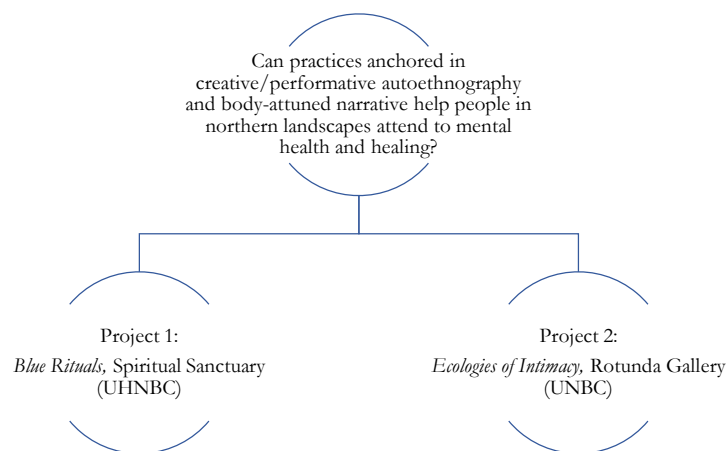 Can practices anchored in
creative/performative autoethnography
and body-attuned narrative help people in
northern landscapes attend to mental
health and healing?
Project 1:
Blue Rituals, Spiritual Sanctuary
(UHNBC)
Project 2:
Ecologies of Intimacy, Rotunda Gallery
(UNBC)